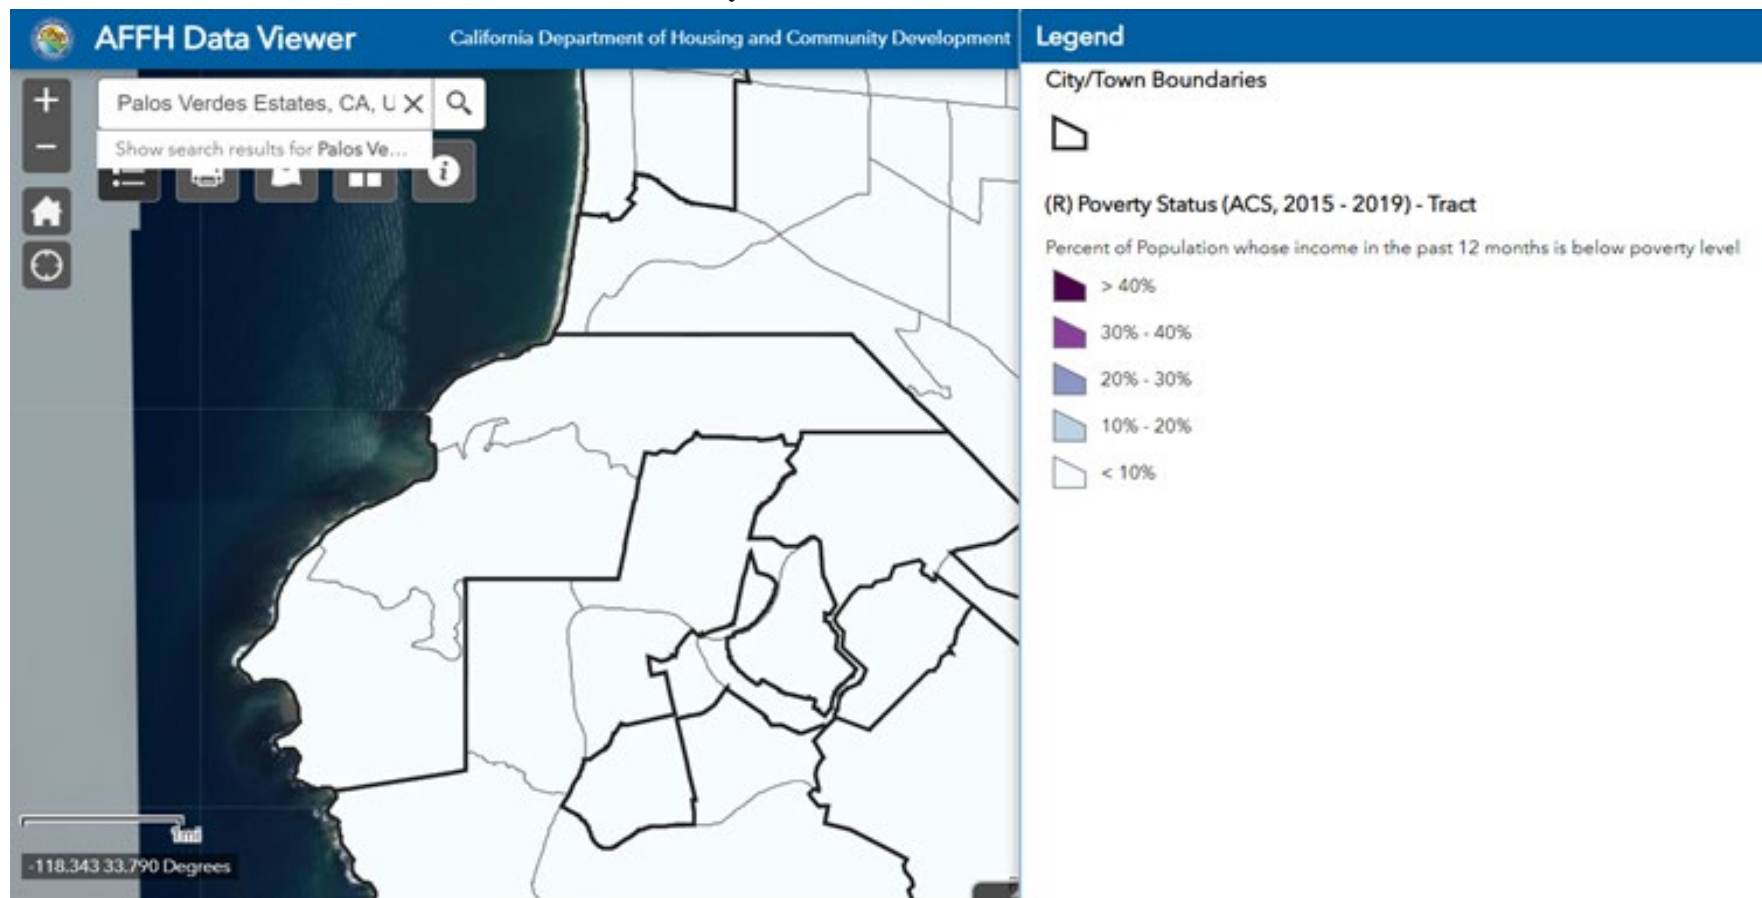 AFFH Data Viewer
California Department of Housing and Community Development
Legend
Palos Verdes Estates, CA, U
Show search results for Palos Ve...
City/Town Boundaries
(R) Poverty Status (ACS, 2015 - 2019) - Tract
Percent of Population whose income in the past 12 months is below poverty level
> 40%
30% - 40%
20% - 30%
10% - 20%
< 10%
1mi
-118.343 33.790 Degrees